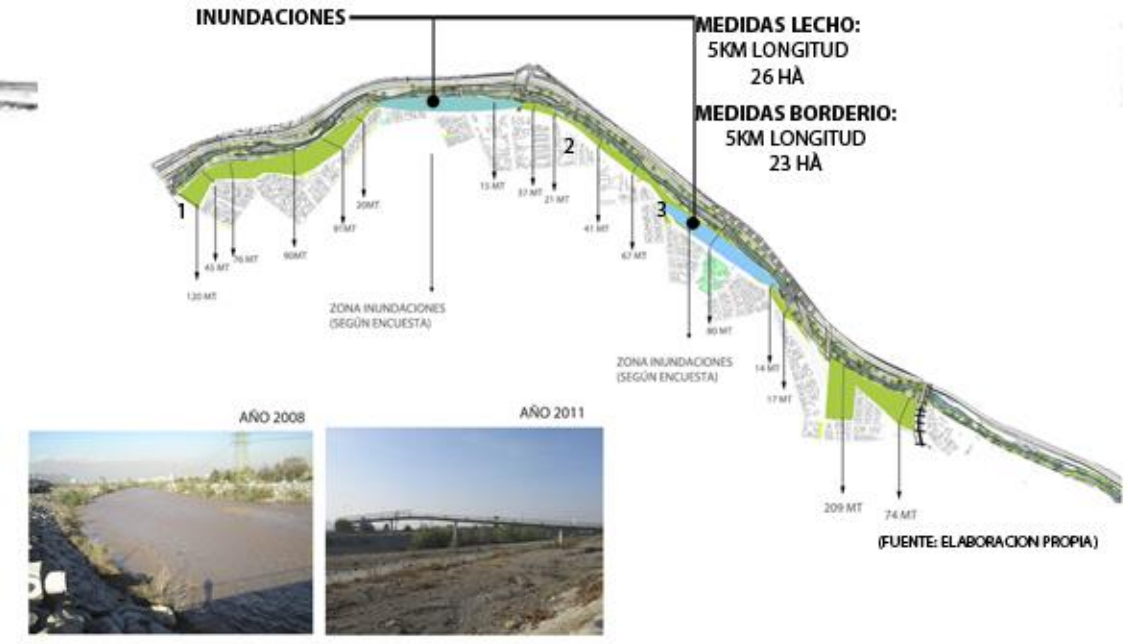 INUNDACIONES
MEDIDAS LECHO:
5KM LONGITUD
26 HÀ
MEDIDAS BORDERIO:
5KM LONGITUD
23 HÀ
1
2
3
120 MT
45 MT
76 MT
90MT
91MT
20MT
15 MT
37 MT
21 MT
41 MT
67 MT
80 MT
14 MT
17 MT
209 MT
74 MT
ZONA INUNDACIONES
(SEGÚN ENCUESTA)
ZONA INUNDACIONES
(SEGÚN ENCUESTA)
AÑO 2008
AÑO 2011
(FUENTE: ELABORACION PROPIA)